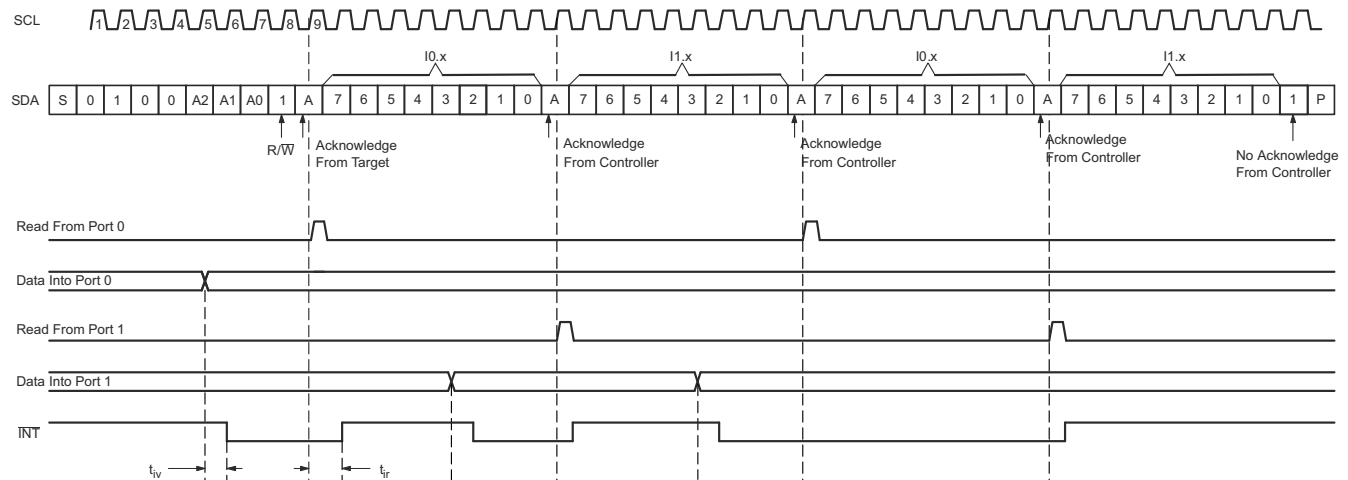 SCL
1 2 3 4 5 6 7 8 9
I0.x I1.x I0.x I1.x
SDA S 0 1 0 0 A2 A1 A0 1 A 7 6 5 4 3 2 1 0 A 7 6 5 4 3 2 1 0 A 7 6 5 4 3 2 1 0 A 7 6 5 4 3 2 1 0 1 P
R/W̅
Acknowledge
From Target
Acknowledge
From Controller
Acknowledge
From Controller
Acknowledge
From Controller
No Acknowledge
From Controller
Read From Port 0
Data Into Port 0
Read From Port 1
Data Into Port 1
I̅N̅T̅
tiv tir